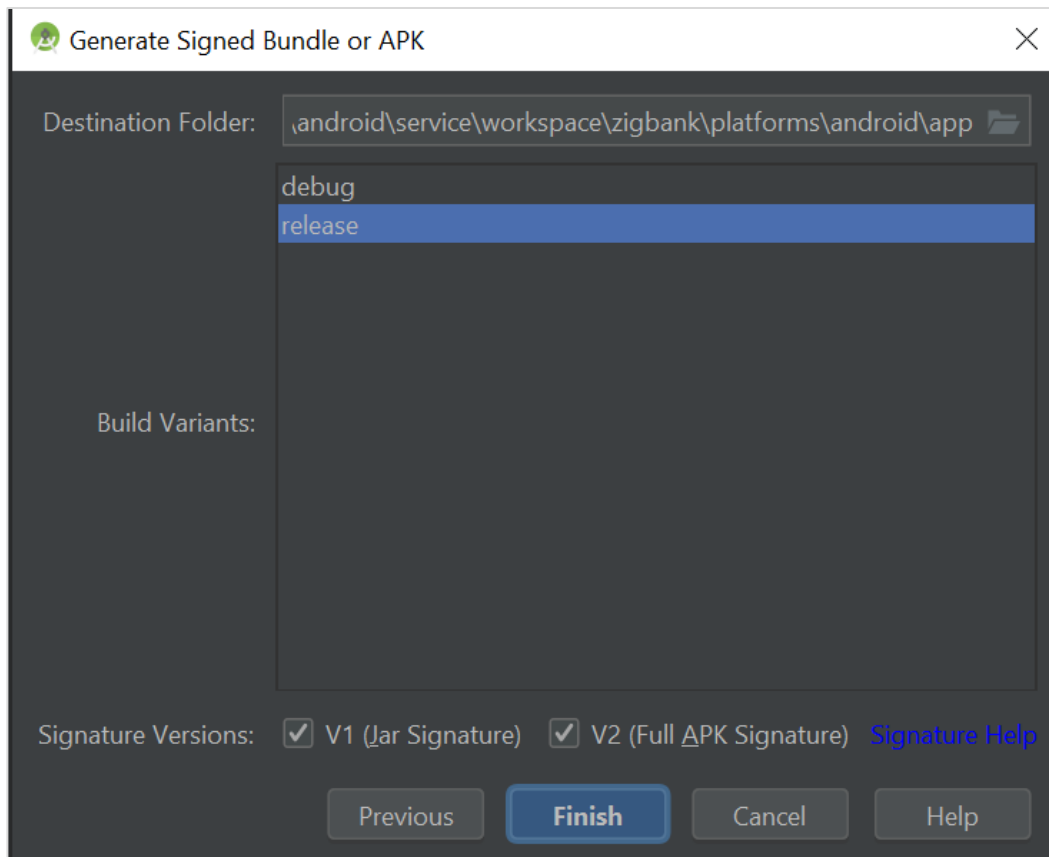 Generate Signed Bundle or APK
Destination Folder: \android\service\workspace\zigbank\platforms\android\app
debug
release
Build Variants:
Signature Versions: V1 (Jar Signature) V2 (Full APK Signature) Signature Help
Previous Finish Cancel Help